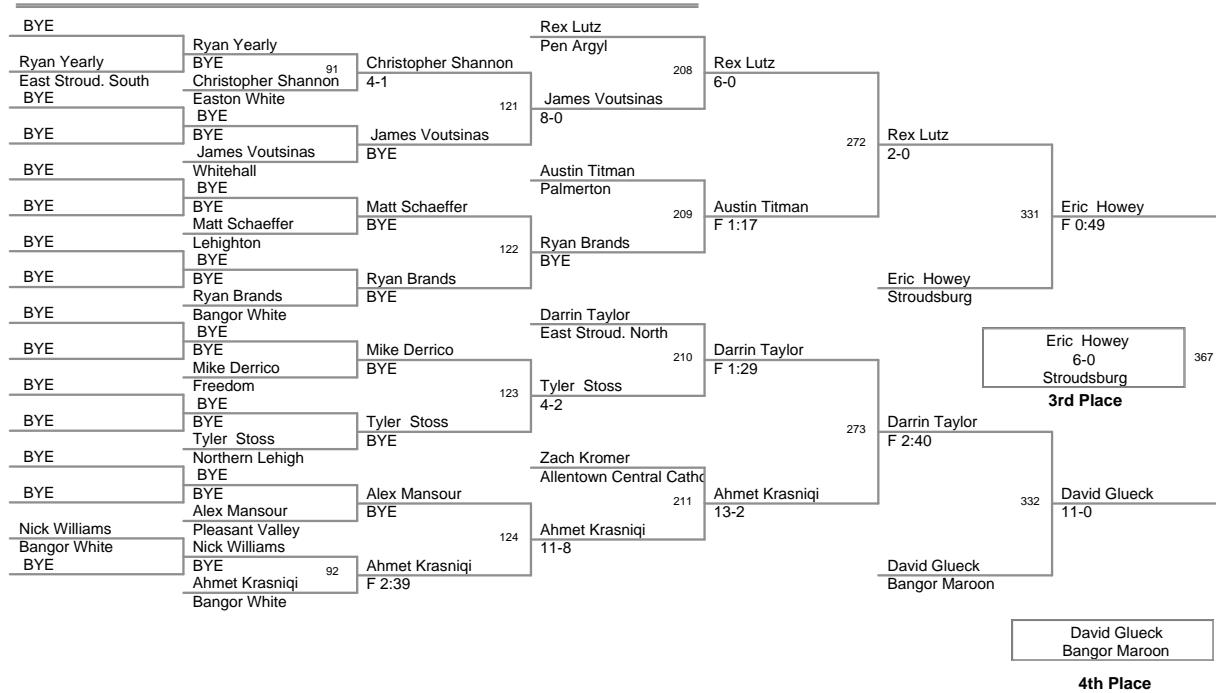 BYE
Ryan Yearly
East Stroud. South
BYE
BYE
BYE
BYE
BYE
BYE
BYE
BYE
BYE
BYE
BYE
BYE
Nick Williams
Bangor White
BYE
Ryan Yearly
BYE
91
Christopher Shannon
Easton White
BYE
BYE
James Voutsinas
Whitehall
BYE
BYE
Matt Schaeffer
Lehighton
BYE
BYE
Ryan Brands
Bangor White
BYE
BYE
Mike Derrico
Freedom
BYE
BYE
Tyler Stoss
Northern Lehigh
BYE
BYE
Alex Mansour
Pleasant Valley
Nick Williams
BYE
92
Ahmet Krasniqi
Bangor White
Christopher Shannon
4-1
121
James Voutsinas
BYE
Matt Schaeffer
BYE
122
Ryan Brands
BYE
Mike Derrico
BYE
123
Tyler Stoss
BYE
Alex Mansour
BYE
124
Ahmet Krasniqi
F 2:39
Rex Lutz
Pen Argyl
208
James Voutsinas
8-0
Austin Titman
Palmerton
209
Ryan Brands
BYE
Darrin Taylor
East Stroud. North
210
Tyler Stoss
4-2
Zach Kromer
Allentown Central Catho
211
Ahmet Krasniqi
11-8
Rex Lutz
6-0
272
Austin Titman
F 1:17
Darrin Taylor
F 1:29
273
Ahmet Krasniqi
13-2
Rex Lutz
2-0
331
Eric Howey
Stroudsburg
Darrin Taylor
F 2:40
332
David Glueck
Bangor Maroon
Eric Howey
F 0:49
Eric Howey
6-0
Stroudsburg
367
3rd Place
David Glueck
11-0
David Glueck
Bangor Maroon
4th Place